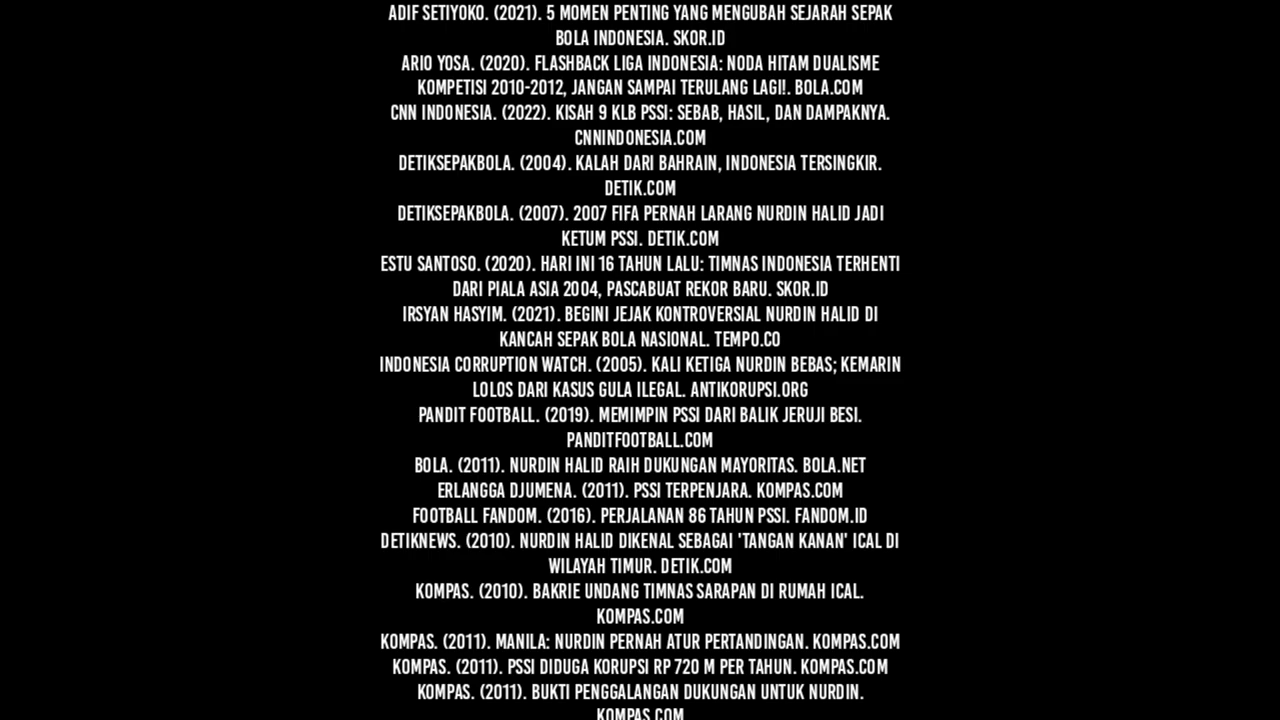 ADIF SETIYOKO. (2021). 5 MOMEN PENTING YANG MENGUBAH SEJARAH SEPAK
BOLA INDONESIA. SKOR.ID
ARIO YOSA. (2020). FLASHBACK LIGA INDONESIA: NODA HITAM DUALISME
KOMPETISI 2010-2012, JANGAN SAMPAI TERULANG LAGI!. BOLA.COM
CNN INDONESIA. (2022). KISAH 9 KLB PSSI: SEBAB, HASIL, DAN DAMPAKNYA.
CNNINDONESIA.COM
DETIKSEPAKBOLA. (2004). KALAH DARI BAHRAIN, INDONESIA TERSINGKIR.
DETIK.COM
DETIKSEPAKBOLA. (2007). 2007 FIFA PERNAH LARANG NURDIN HALID JADI
KETUM PSSI. DETIK.COM
ESTU SANTOSO. (2020). HARI INI 16 TAHUN LALU: TIMNAS INDONESIA TERHENTI
DARI PIALA ASIA 2004, PASCABUAT REKOR BARU. SKOR.ID
IRSYAN HASYIM. (2021). BEGINI JEJAK KONTROVERSIAL NURDIN HALID DI
KANCAH SEPAK BOLA NASIONAL. TEMPO.CO
INDONESIA CORRUPTION WATCH. (2005). KALI KETIGA NURDIN BEBAS; KEMARIN
LOLOS DARI KASUS GULA ILEGAL. ANTIKORUPSI.ORG
PANDIT FOOTBALL. (2019). MEMIMPIN PSSI DARI BALIK JERUJI BESI.
PANDITFOOTBALL.COM
BOLA. (2011). NURDIN HALID RAIH DUKUNGAN MAYORITAS. BOLA.NET
ERLANGGA DJUMENA. (2011). PSSI TERPENJARA. KOMPAS.COM
FOOTBALL FANDOM. (2016). PERJALANAN 86 TAHUN PSSI. FANDOM.ID
DETIKNEWS. (2010). NURDIN HALID DIKENAL SEBAGAI 'TANGAN KANAN' ICAL DI
WILAYAH TIMUR. DETIK.COM
KOMPAS. (2010). BAKRIE UNDANG TIMNAS SARAPAN DI RUMAH ICAL.
KOMPAS.COM
KOMPAS. (2011). MANILA: NURDIN PERNAH ATUR PERTANDINGAN. KOMPAS.COM
KOMPAS. (2011). PSSI DIDUGA KORUPSI RP 720 M PER TAHUN. KOMPAS.COM
KOMPAS. (2011). BUKTI PENGGALANGAN DUKUNGAN UNTUK NURDIN.
KOMPAS.COM